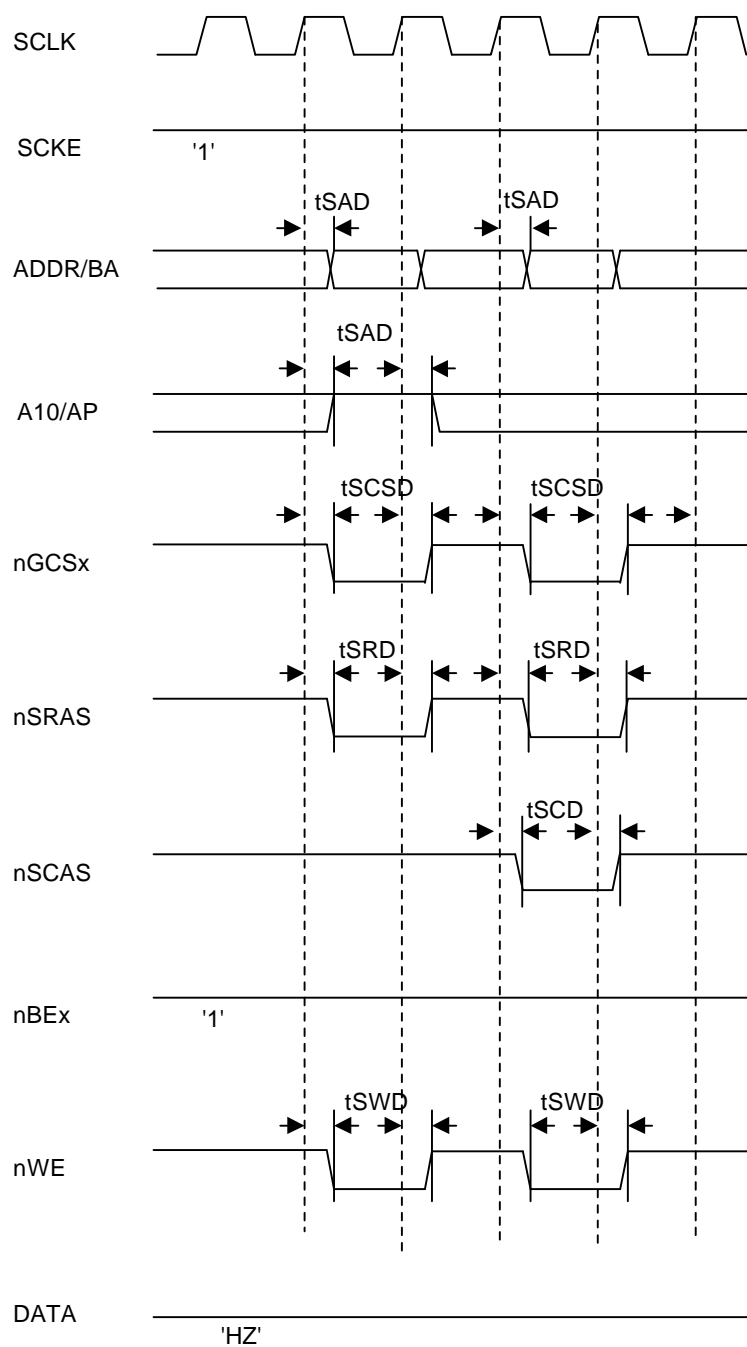 SCLK
SCKE
'1'
tSAD tSAD
ADDR/BA
tSAD
A10/AP
tSCSD tSCSD
nGCSx
tSRD tSRD
nSRAS
tSCD
nSCAS
nBEx
'1'
tSWD tSWD
nWE
DATA
'HZ'